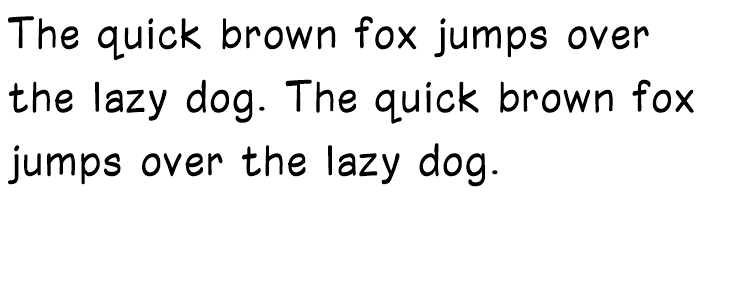 The quick brown fox jumps over
the lazy dog. The quick brown fox
jumps over the lazy dog.